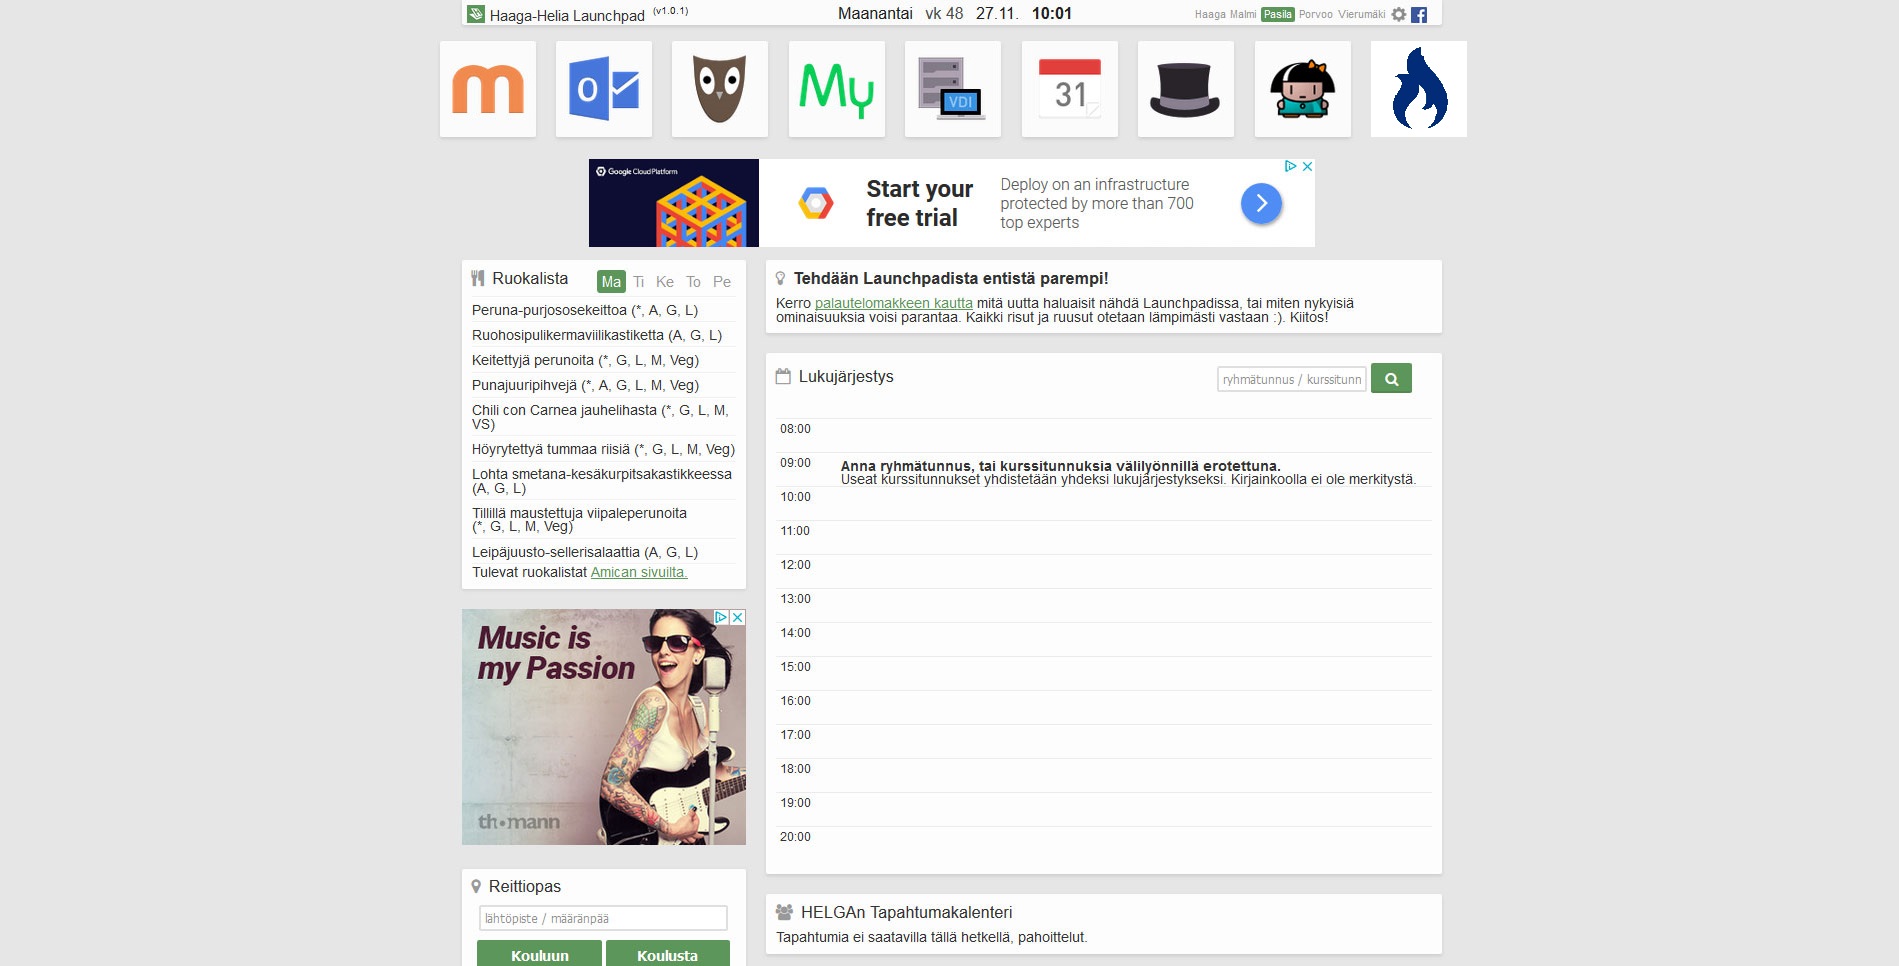 Haaga-Helia Launchpad (v1.0.1)
Maanantai vk 48 27.11. 10:01
Haaga Malmi Pasila Porvoo Vierumäki
m
O
My
VDI
31
Google Cloud Platform
Start your
free trial
Deploy on an infrastructure
protected by more than 700
top experts
Ruokalista Ma Ti Ke To Pe
Peruna-purjososekeittoa (*, A, G, L)
Ruohosipulikermaviilikastiketta (A, G, L)
Keitettyjä perunoita (*, G, L, M, Veg)
Punajuuripihvejä (*, A, G, L, M, Veg)
Chili con Carnea jauhelihasta (*, G, L, M,
VS)
Höyrytettyä tummaa riisiä (*, G, L, M, Veg)
Lohta smetana-kesäkurpitsakastikkeessa
(A, G, L)
Tillillä maustettuja viipaleperunoita
(*, G, L, M, Veg)
Leipäjuusto-sellerisalaattia (A, G, L)
Tulevat ruokalistat Amican sivuilta.
Music is
my Passion
th•mann
Reittiopas
lähtöpiste / määränpää
Kouluun Koulusta
Tehdään Launchpadista entistä parempi!
Kerro palautelomakkeen kautta mitä uutta haluaisit nähdä Launchpadissa, tai miten nykyisiä
ominaisuuksia voisi parantaa. Kaikki risut ja ruusut otetaan lämpimästi vastaan :). Kiitos!
Lukujärjestys
ryhmätunnus / kurssitunn
08:00
09:00
Anna ryhmätunnus, tai kurssitunnuksia välilyönnillä erotettuna.
Useat kurssitunnukset yhdistetään yhdeksi lukujärjestykseksi. Kirjainkoolla ei ole merkitystä.
10:00
11:00
12:00
13:00
14:00
15:00
16:00
17:00
18:00
19:00
20:00
HELGAn Tapahtumakalenteri
Tapahtumia ei saatavilla tällä hetkellä, pahoittelut.